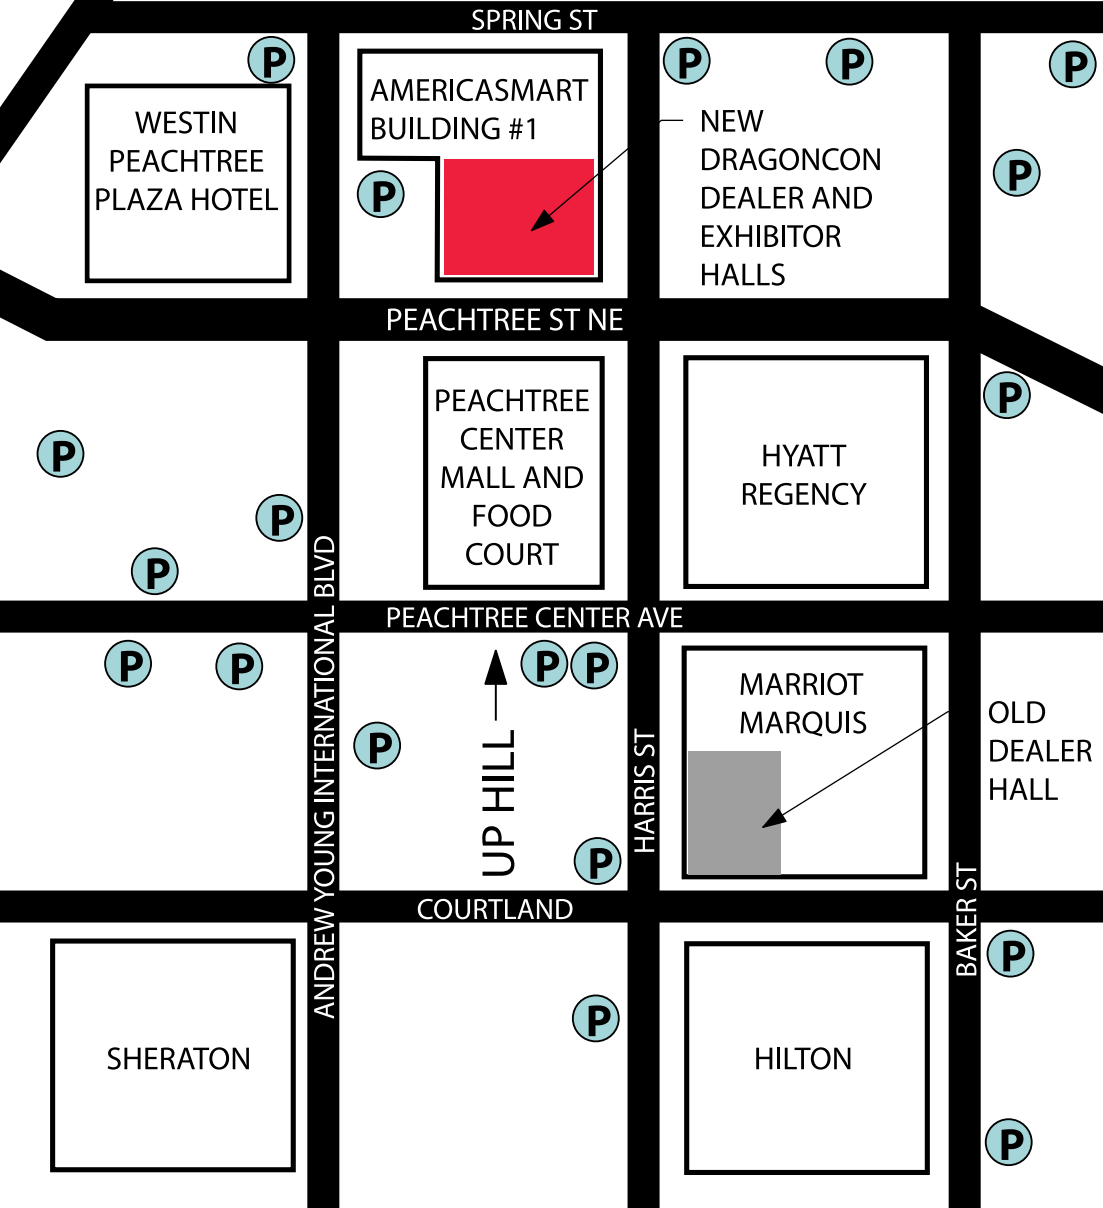 SPRING ST
P
P
P
P
AMERICASMART
BUILDING #1
WESTIN
PEACHTREE
PLAZA HOTEL
NEW
DRAGONCON
DEALER AND
EXHIBITOR
HALLS
P
P
PEACHTREE ST NE
PEACHTREE
CENTER
MALL AND
FOOD
COURT
HYATT
REGENCY
P
P
P
P
ANDREW YOUNG INTERNATIONAL BLVD
PEACHTREE CENTER AVE
P
P
P
P
P
UP HILL
HARRIS ST
MARRIOT
MARQUIS
OLD
DEALER
HALL
P
COURTLAND
BAKER ST
P
P
P
SHERATON
HILTON